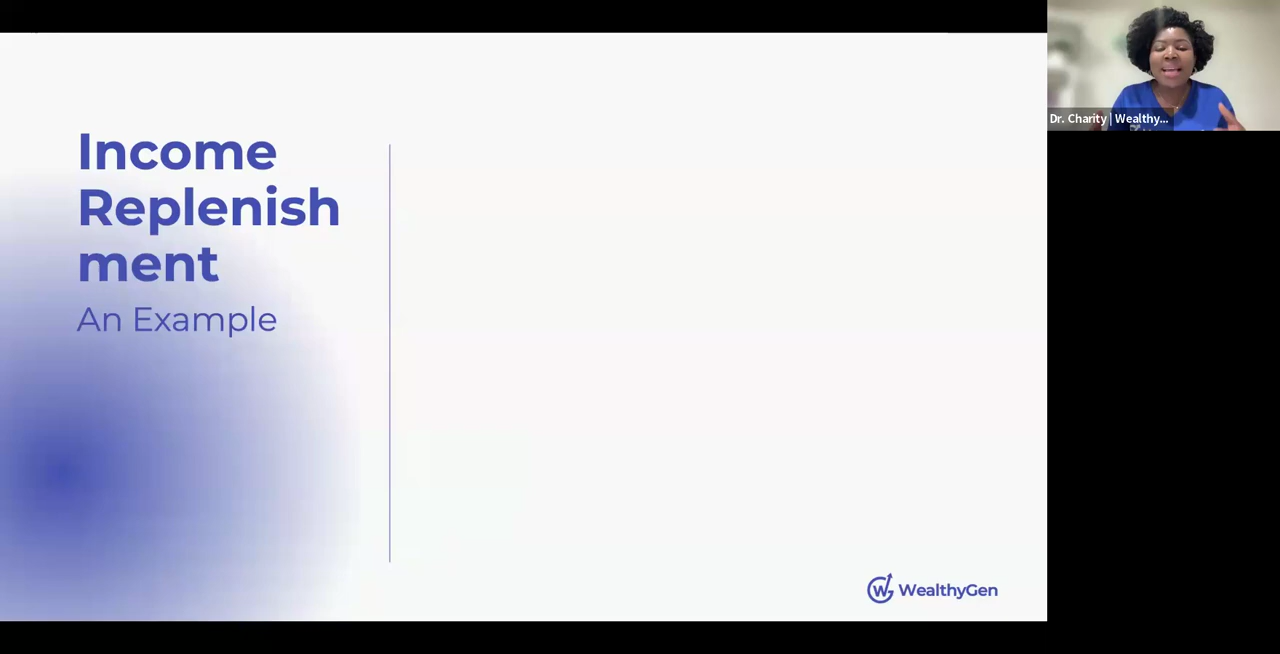 Income
Replenish
ment
An Example
WealthyGen
Dr. Charity | Wealthy...